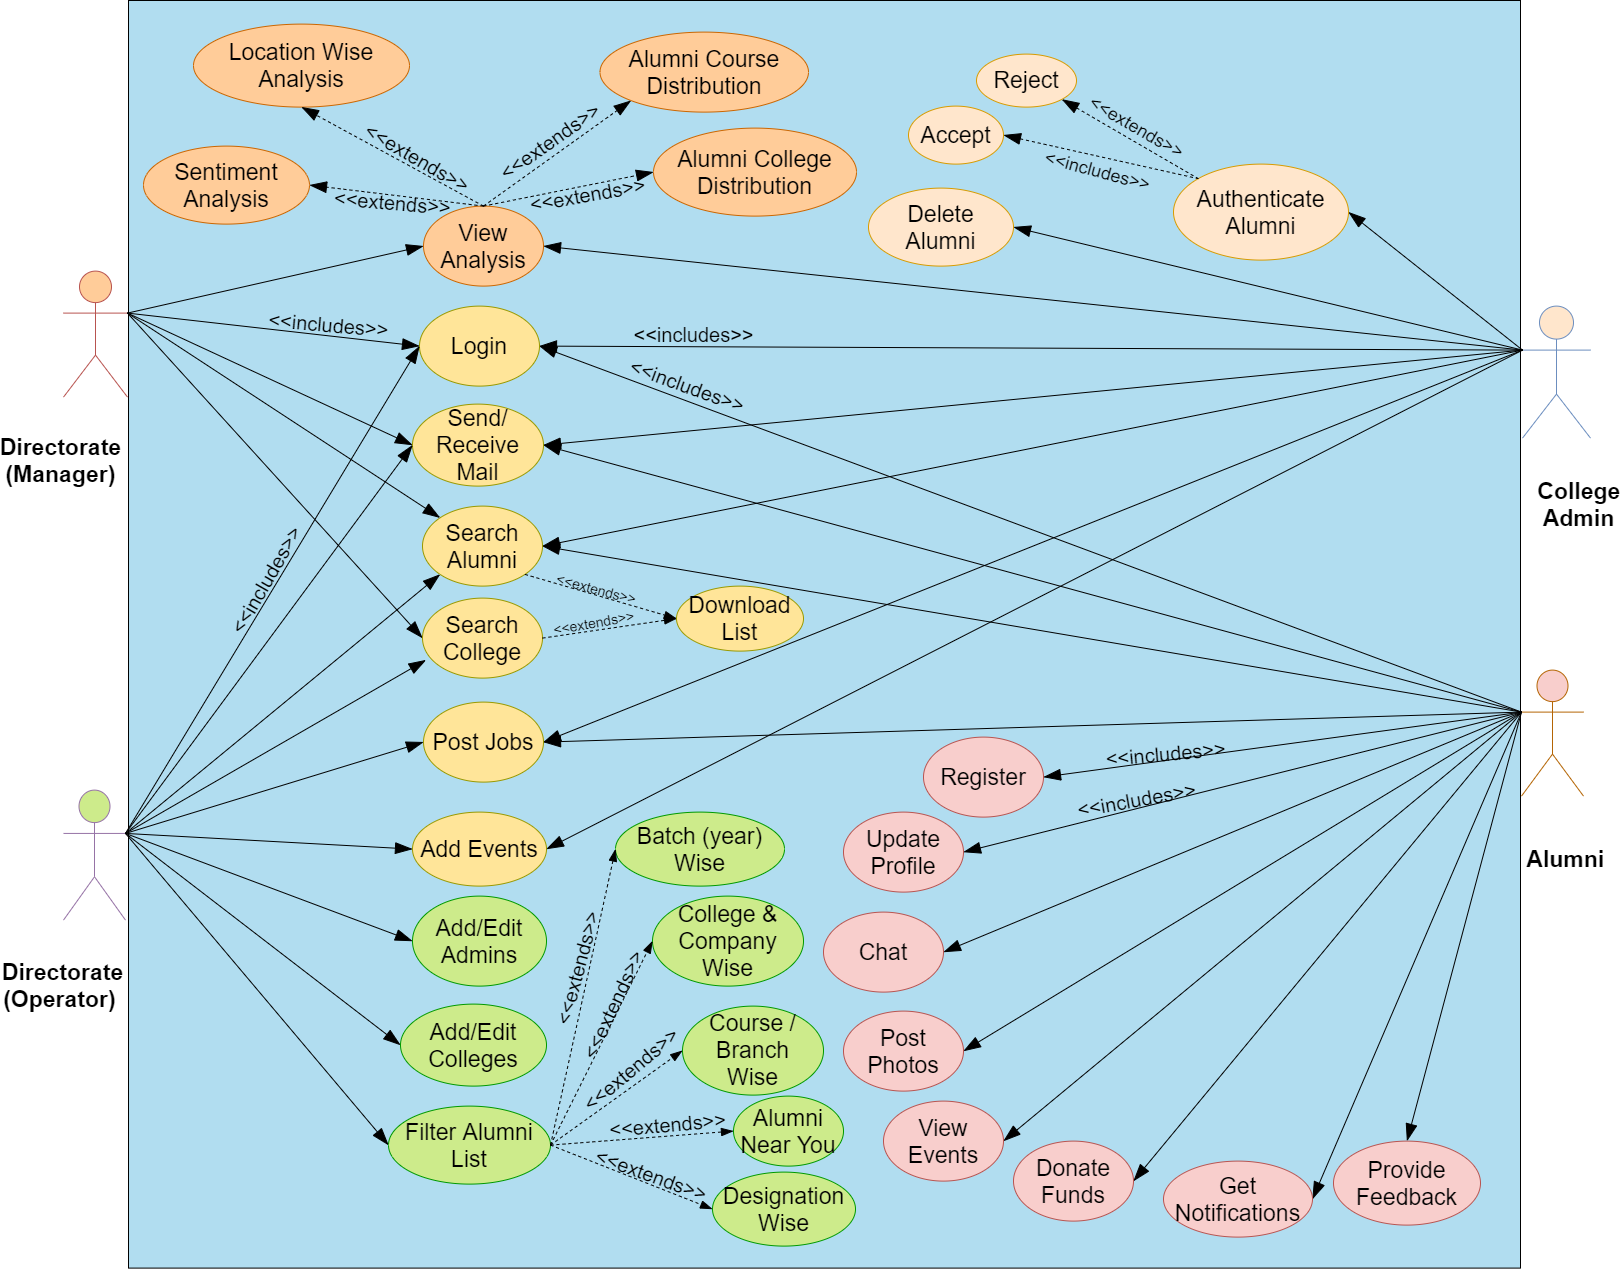 Location Wise
Analysis
Alumni Course
Distribution
Reject
<<extends>>
<<extends>>
<<extends>>
Accept
Sentiment
Analysis
Alumni College
Distribution
<<includes>>
<<extends>>
<<extends>>
Authenticate
Alumni
Delete
Alumni
View
Analysis
<<includes>>
Login
<<includes>>
<<includes>>
Send/
Receive
Mail
Directorate
(Manager)
College
Admin
Search
Alumni
<<includes>>
<<extends>>
Download
List
<<extends>>
Search
College
Post Jobs
<<includes>>
Register
<<includes>>
Add Events
Batch (year)
Wise
Update
Profile
Alumni
Add/Edit
Admins
<<extends>>
College &
Company
Wise
Chat
Directorate
(Operator)
<<extends>>
Add/Edit
Colleges
Course /
Branch
Wise
<<extends>>
Post
Photos
Filter Alumni
List
<<extends>>
Alumni
Near You
View
Events
<<extends>>
Designation
Wise
Donate
Funds
Get
Notifications
Provide
Feedback